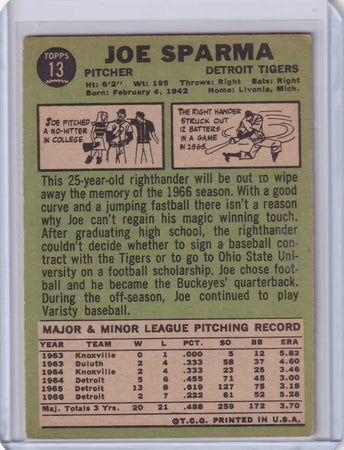 TOPPS
13
JOE SPARMA
PITCHER DETROIT TIGERS
Ht: 6'2" Wt: 195 Throws: Right Bats: Right
Born: February 4, 1942 Home: Livonia, Mich.
JOE PITCHED
A NO-HITTER
IN COLLEGE.
THE RIGHT HANDER
STRUCK OUT
12 BATTERS
IN A GAME
IN 1965.
This 25-year-old righthander will be out to wipe
away the memory of the 1966 season. With a good
curve and a jumping fastball there isn't a reason
why Joe can't regain his magic winning touch.
After graduating high school, the righthander
couldn't decide whether to sign a baseball con-
tract with the Tigers or to go to Ohio State Uni-
versity on a football scholarship. Joe chose foot-
ball and he became the Buckeyes' quarterback.
During the off-season, Joe continued to play
Varisty baseball.
MAJOR & MINOR LEAGUE PITCHING RECORD
YEAR TEAM W L PCT. SO BB ERA
1963 Knoxville 0 1 .000 5 12 5.82
1963 Duluth 2 4 .333 58 37 4.60
1964 Knoxville 2 4 .333 27 24 3.46
1964 Detroit 5 6 .455 71 45 3.00
1965 Detroit 13 8 .619 127 75 3.18
1966 Detroit 2 7 .222 61 52 5.28
Maj. Totals 3 Yrs. 20 21 .488 259 172 3.70
©T.C.G. PRINTED IN U.S.A.